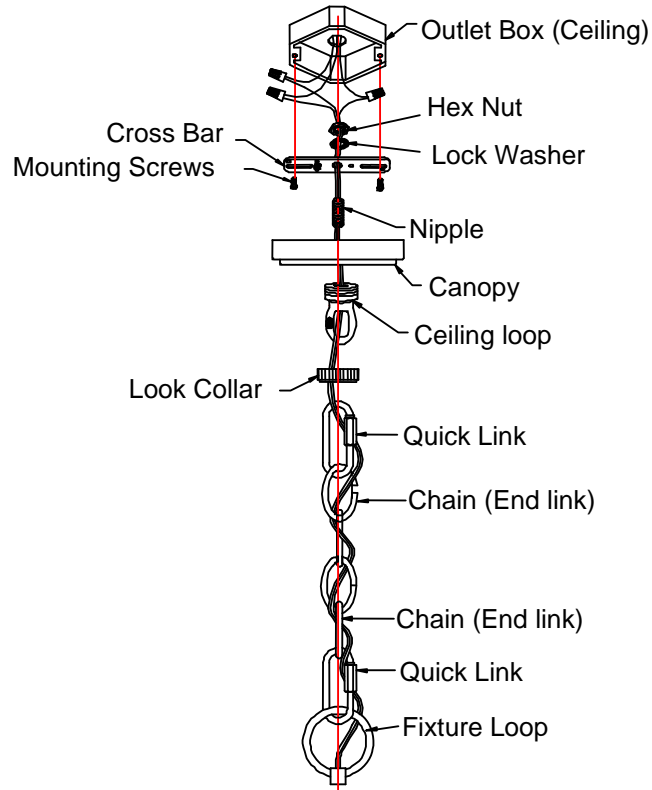 Outlet Box (Ceiling)
Hex Nut
Cross Bar
Lock Washer
Mounting Screws
Nipple
Canopy
Ceiling loop
Look Collar
Quick Link
Chain (End link)
Chain (End link)
Quick Link
Fixture Loop